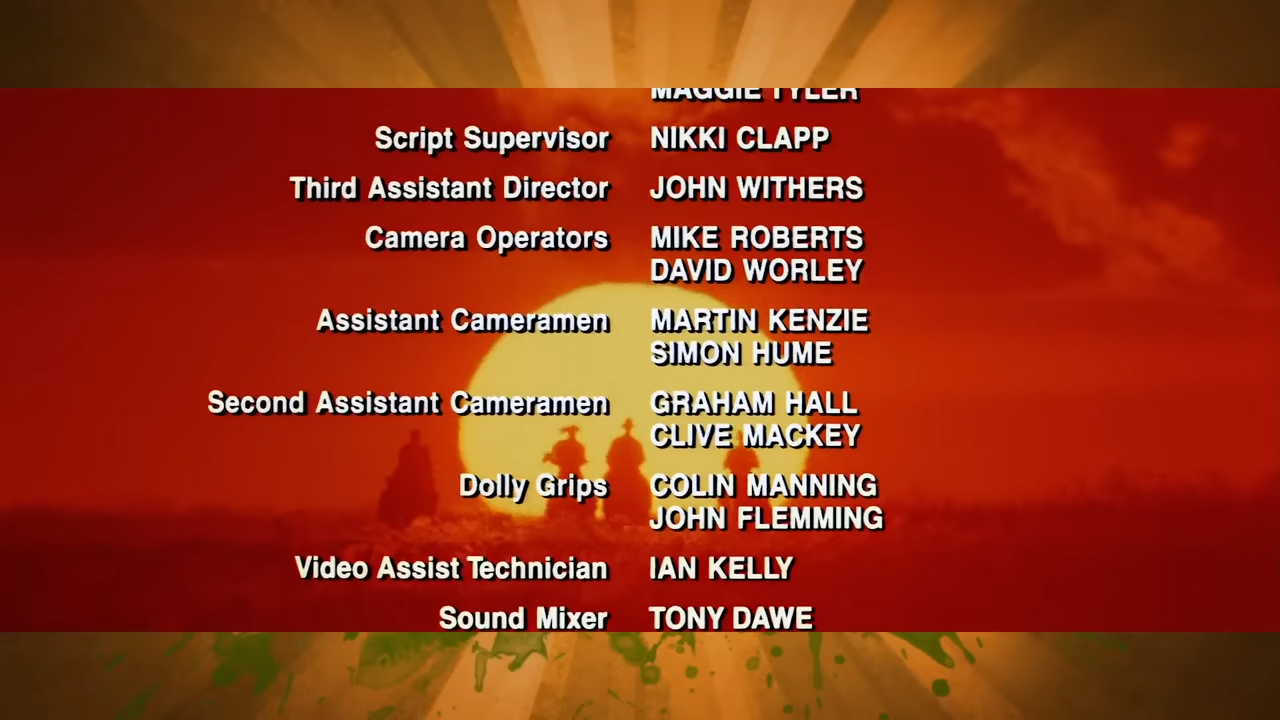 MAGGIE TYLER
Script Supervisor NIKKI CLAPP
Third Assistant Director JOHN WITHERS
Camera Operators MIKE ROBERTS
DAVID WORLEY
Assistant Cameramen MARTIN KENZIE
SIMON HUME
Second Assistant Cameramen GRAHAM HALL
CLIVE MACKEY
Dolly Grips COLIN MANNING
JOHN FLEMMING
Video Assist Technician IAN KELLY
Sound Mixer TONY DAWE